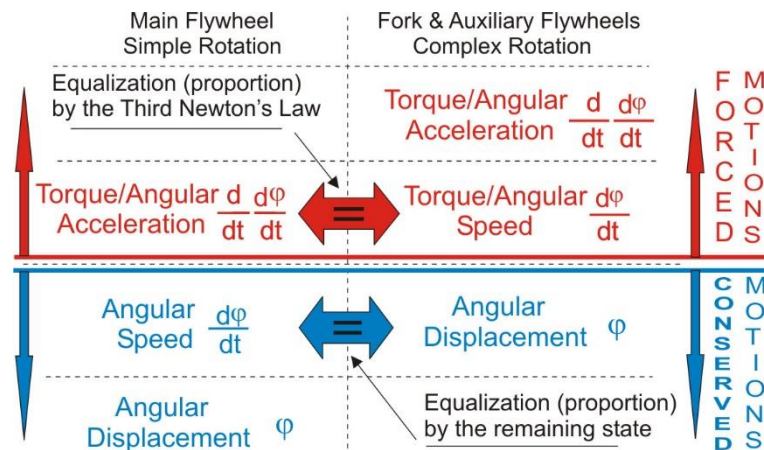 Main Flywheel
Simple Rotation
Fork & Auxiliary Flywheels
Complex Rotation
Equalization (proportion)
by the Third Newton's Law
Torque/Angular
Acceleration d/dt dφ/dt
Torque/Angular
Acceleration d/dt dφ/dt
=
Torque/Angular
Speed dφ/dt
FORCED
MOTIONS
Angular
Speed dφ/dt
=
Angular
Displacement φ
Angular
Displacement φ
Equalization (proportion)
by the remaining state
CONSERVED
MOTIONS